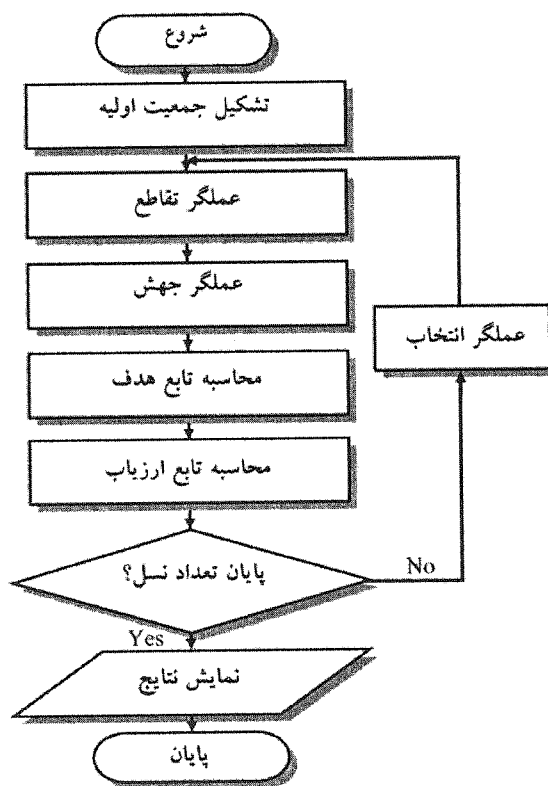 شروع
تشکیل جمعیت اولیه
عملگر تقاطع
عملگر جهش
عملگر انتخاب
محاسبه تابع هدف
محاسبه تابع ارزیاب
پایان تعداد نسل؟
No
Yes
نمایش نتایج
پایان